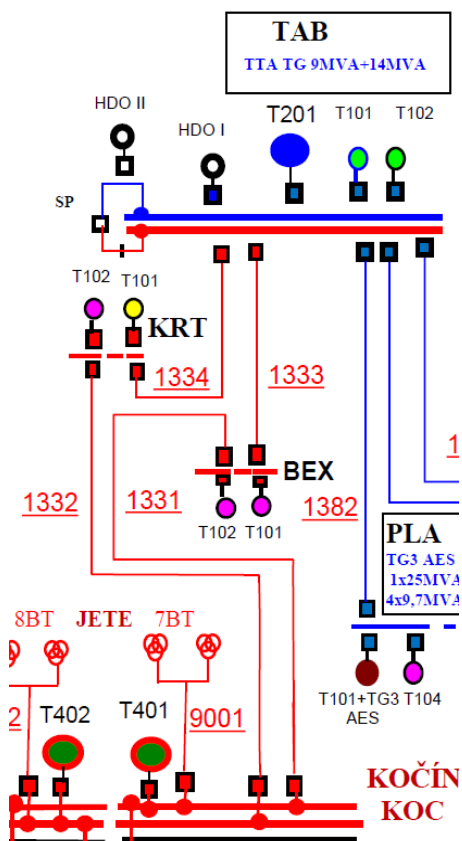 TAB
TTA TG 9MVA+14MVA
HDO II
HDO I
T201
T101
T102
SP
T102
T101
KRT
1334
1333
BEX
1332
1331
1382
T102
T101
PLA
TG3 AES
1x25MVA
4x9,7MVA
8BT
JETE
7BT
T101+TG3
AES
T104
T402
T401
9001
KOČÍN
KOC